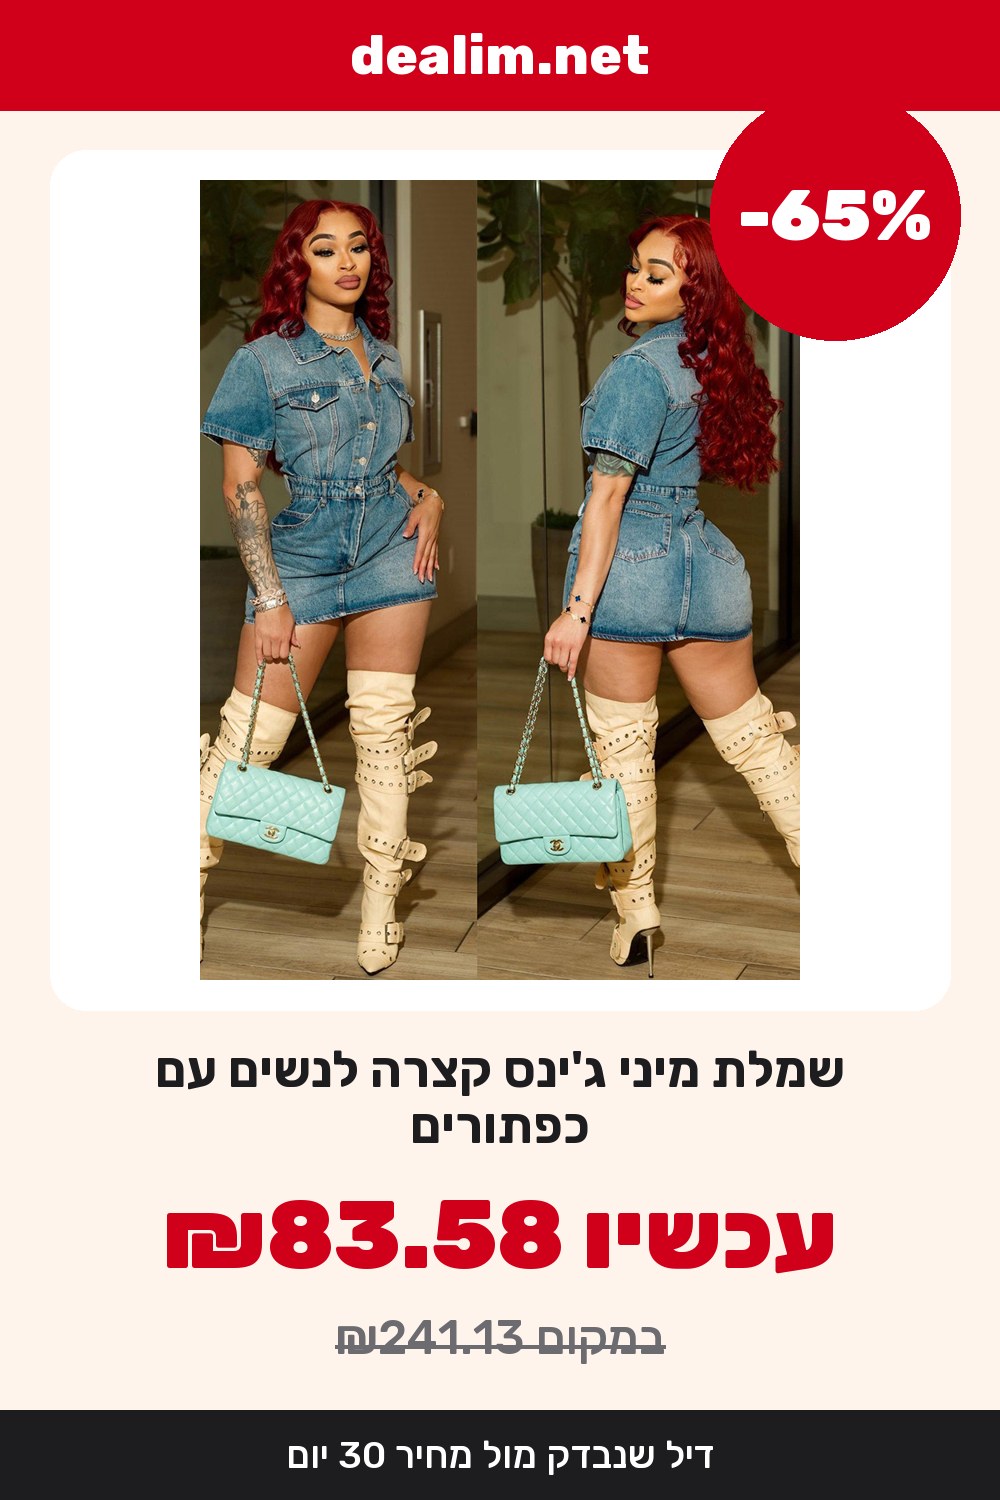 dealim.net
-65%
שמלת מיני ג'ינס קצרה לנשים עם
כפתורים
עכשיו 83.58₪
במקום 241.13₪
דיל שנבדק מול מחיר 30 יום